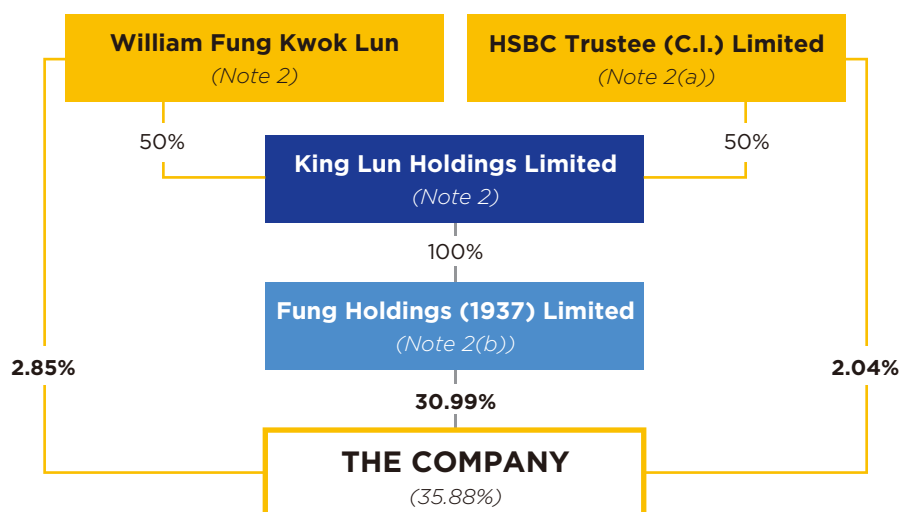 William Fung Kwok Lun
(Note 2)
HSBC Trustee (C.I.) Limited
(Note 2(a))
50%
50%
King Lun Holdings Limited
(Note 2)
100%
Fung Holdings (1937) Limited
(Note 2(b))
2.85%
2.04%
30.99%
THE COMPANY
(35.88%)